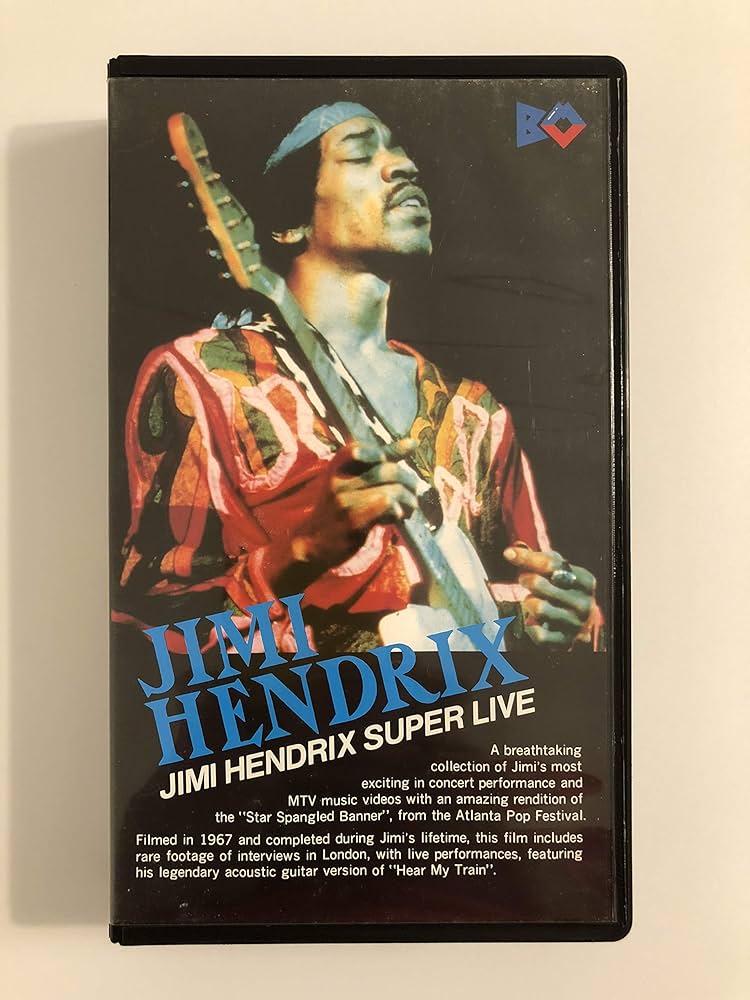 BM
JIMI
HENDRIX
JIMI HENDRIX SUPER LIVE
A breathtaking
collection of Jimi's most
exciting in concert performance and
MTV music videos with an amazing rendition of
the "Star Spangled Banner", from the Atlanta Pop Festival.
Filmed in 1967 and completed during Jimi's lifetime, this film includes
rare footage of interviews in London, with live performances, featuring
his legendary acoustic guitar version of "Hear My Train".